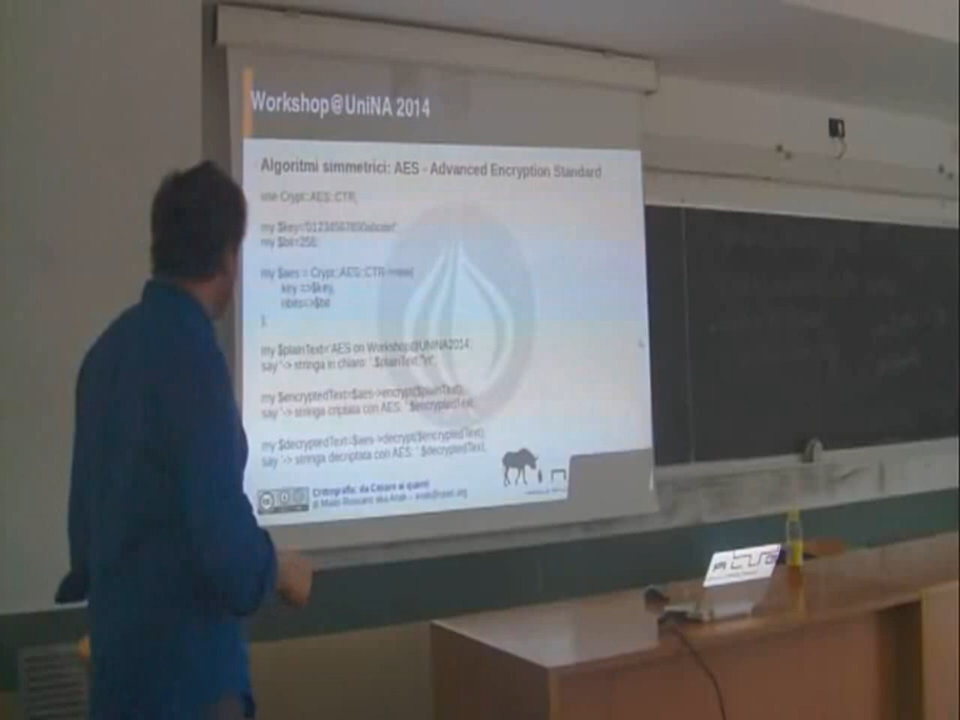 Workshop@UniNA 2014
Algoritmi simmetrici: AES - Advanced Encryption Standard
use Crypt::AES::CTR;
my
my $bit=256;
my $aes = Crypt::AES::CTR->new(
key =>$key,
nbits=>$bit
);
my $plainText='AES on Workshop@UNINA2014';
say '-> stringa in chiaro: '.$plainText."\n";
my $encryptedText=$aes->encrypt($plainText);
say '-> stringa criptata con AES: '.$encryptedText;
my $decryptedText=$aes->decrypt($encryptedText);
say '-> stringa decriptata con AES: '.$decryptedText;
Crittografia: da Cesare ai quanti
di aka